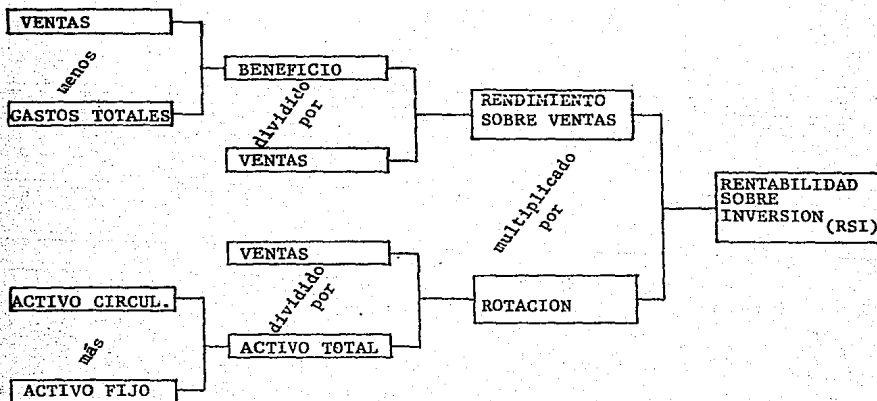 VENTAS
menos
GASTOS TOTALES
BENEFICIO
dividido
por
VENTAS
RENDIMIENTO
SOBRE VENTAS
multiplicado
por
RENTABILIDAD
SOBRE
INVERSION (RSI)
VENTAS
dividido
por
ACTIVO TOTAL
ROTACION
ACTIVO CIRCUL.
más
ACTIVO FIJO